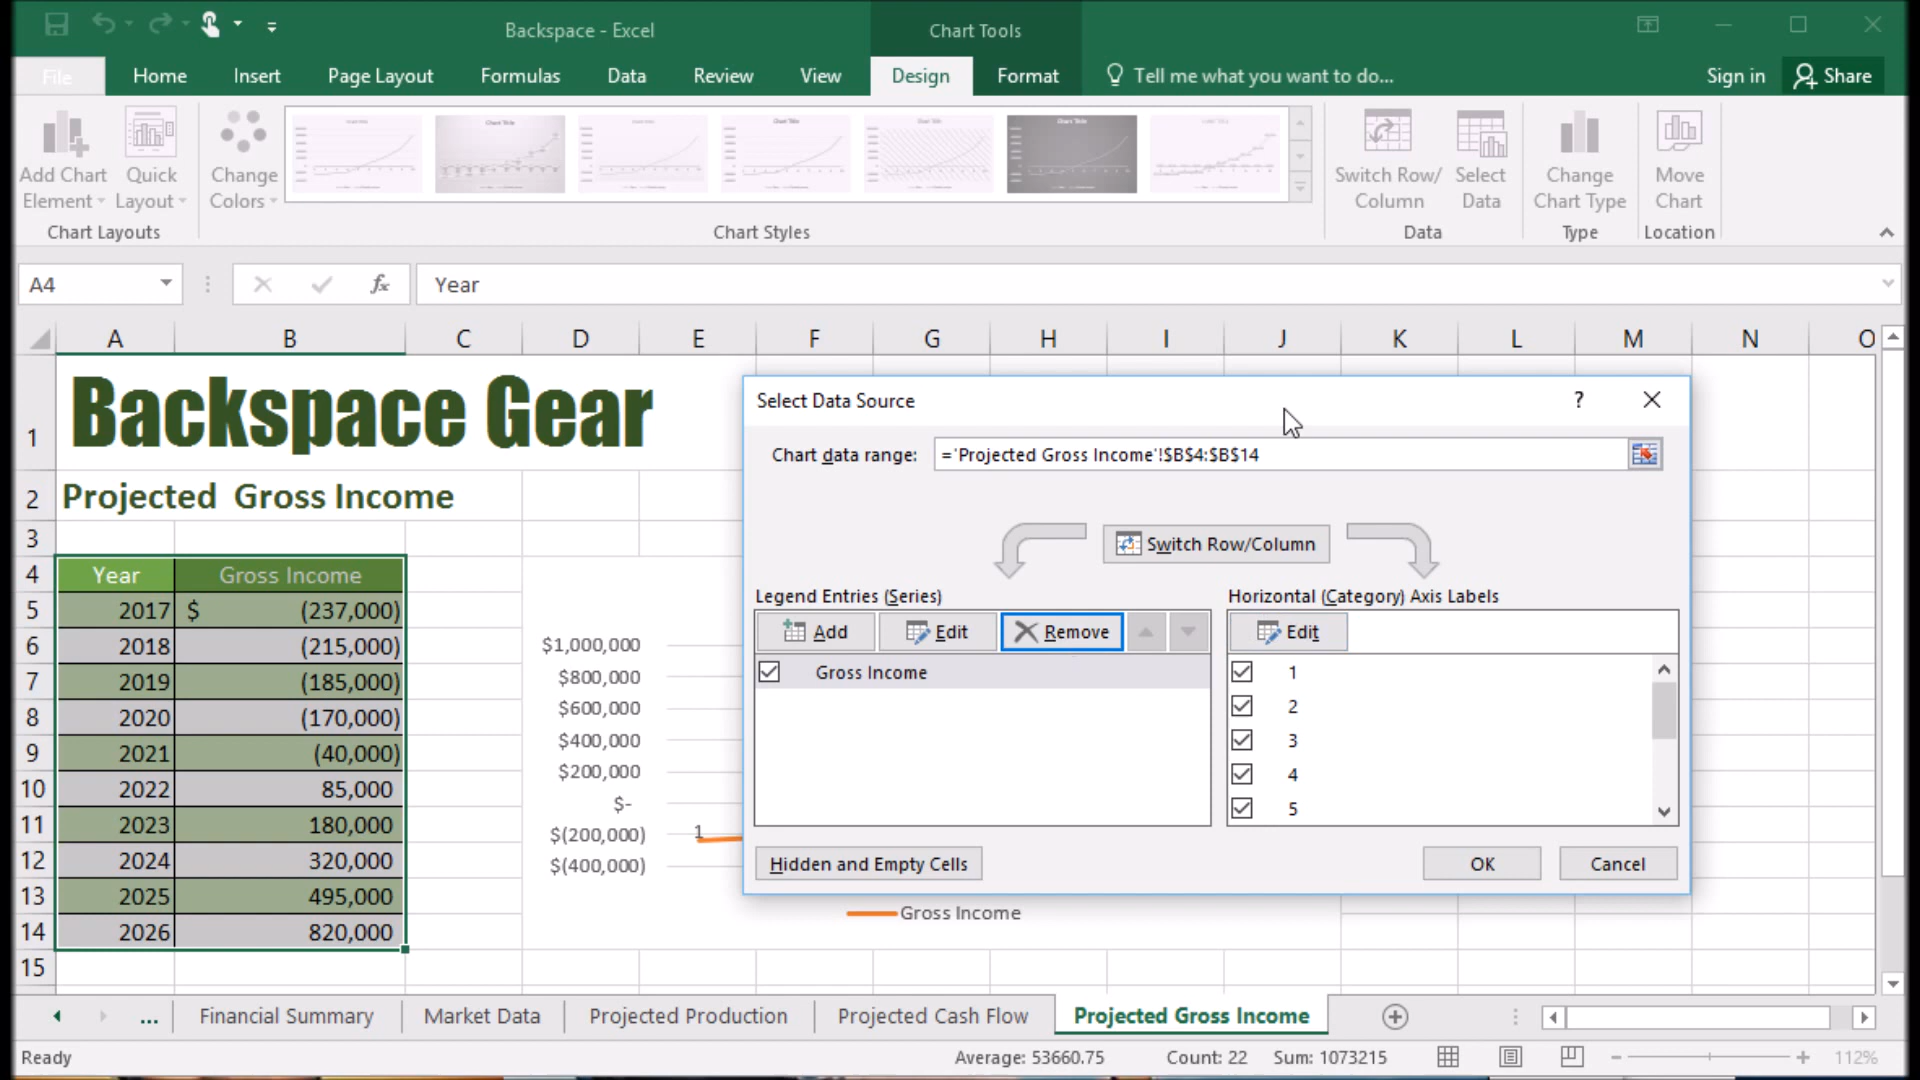 Backspace - Excel
Chart Tools
File
Home
Insert
Page Layout
Formulas
Data
Review
View
Design
Format
Tell me what you want to do...
Sign in
Share
Add Chart
Element
Quick
Layout
Change
Colors
Chart Title
Chart Title
Chart Title
Switch Row/
Column
Select
Data
Change
Chart Type
Move
Chart
Chart Layouts
Chart Styles
Data
Type
Location
A4
fx
Year
A B C D E F G H I J K L M N O
1 Backspace Gear
2 Projected Gross Income
3
4 Year Gross Income
5 2017 $ (237,000)
6 2018 (215,000)
7 2019 (185,000)
8 2020 (170,000)
9 2021 (40,000)
10 2022 85,000
11 2023 180,000
12 2024 320,000
13 2025 495,000
14 2026 820,000
15
$1,000,000
$800,000
$600,000
$400,000
$200,000
$-
$(200,000)
$(400,000)
1
Gross Income
Select Data Source
?
Chart data range:
='Projected Gross Income'!$B$4:$B$14
Switch Row/Column
Legend Entries (Series)
Add
Edit
Remove
Gross Income
Horizontal (Category) Axis Labels
Edit
1
2
3
4
5
Hidden and Empty Cells
OK
Cancel
...
Financial Summary
Market Data
Projected Production
Projected Cash Flow
Projected Gross Income
Ready
Average: 53660.75
Count: 22
Sum: 1073215
112%